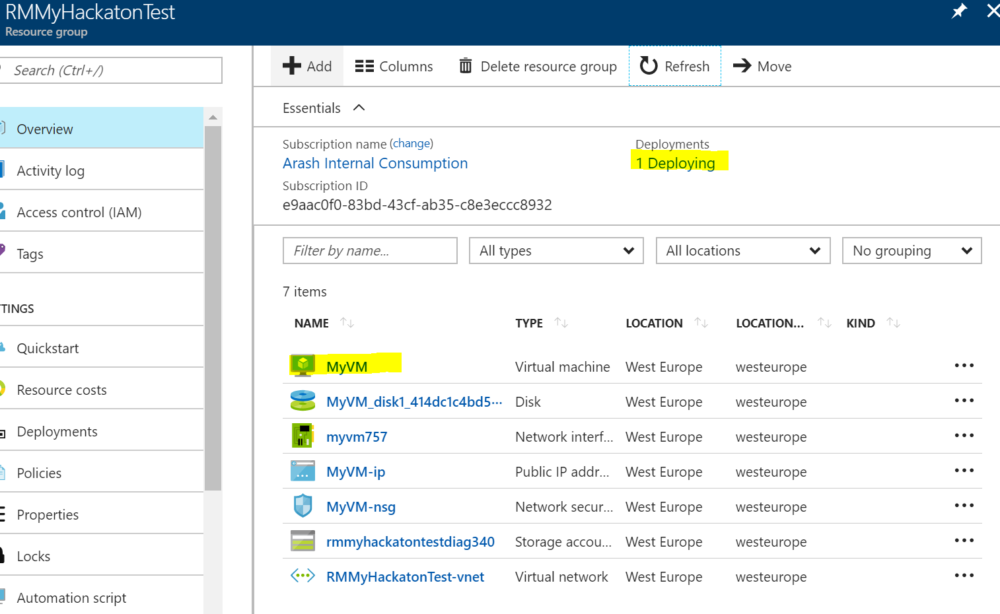 RMMyHackatonTest
Resource group
Search (Ctrl+/)
Overview
Activity log
Access control (IAM)
Tags
TTINGS
Quickstart
Resource costs
Deployments
Policies
Properties
Locks
Automation script
Add Columns Delete resource group Refresh Move
Essentials
Subscription name (change) Deployments
Arash Internal Consumption 1 Deploying
Subscription ID
e9aac0f0-83bd-43cf-ab35-c8e3eccc8932
Filter by name... All types All locations No grouping
7 items
NAME TYPE LOCATION LOCATION... KIND
MyVM Virtual machine West Europe westeurope
MyVM_disk1_414dc1c4bd5... Disk West Europe westeurope
myvm757 Network interf... West Europe westeurope
MyVM-ip Public IP addr... West Europe westeurope
MyVM-nsg Network secur... West Europe westeurope
rmmyhackatontestdiag340 Storage accou... West Europe westeurope
RMMyHackatonTest-vnet Virtual network West Europe westeurope